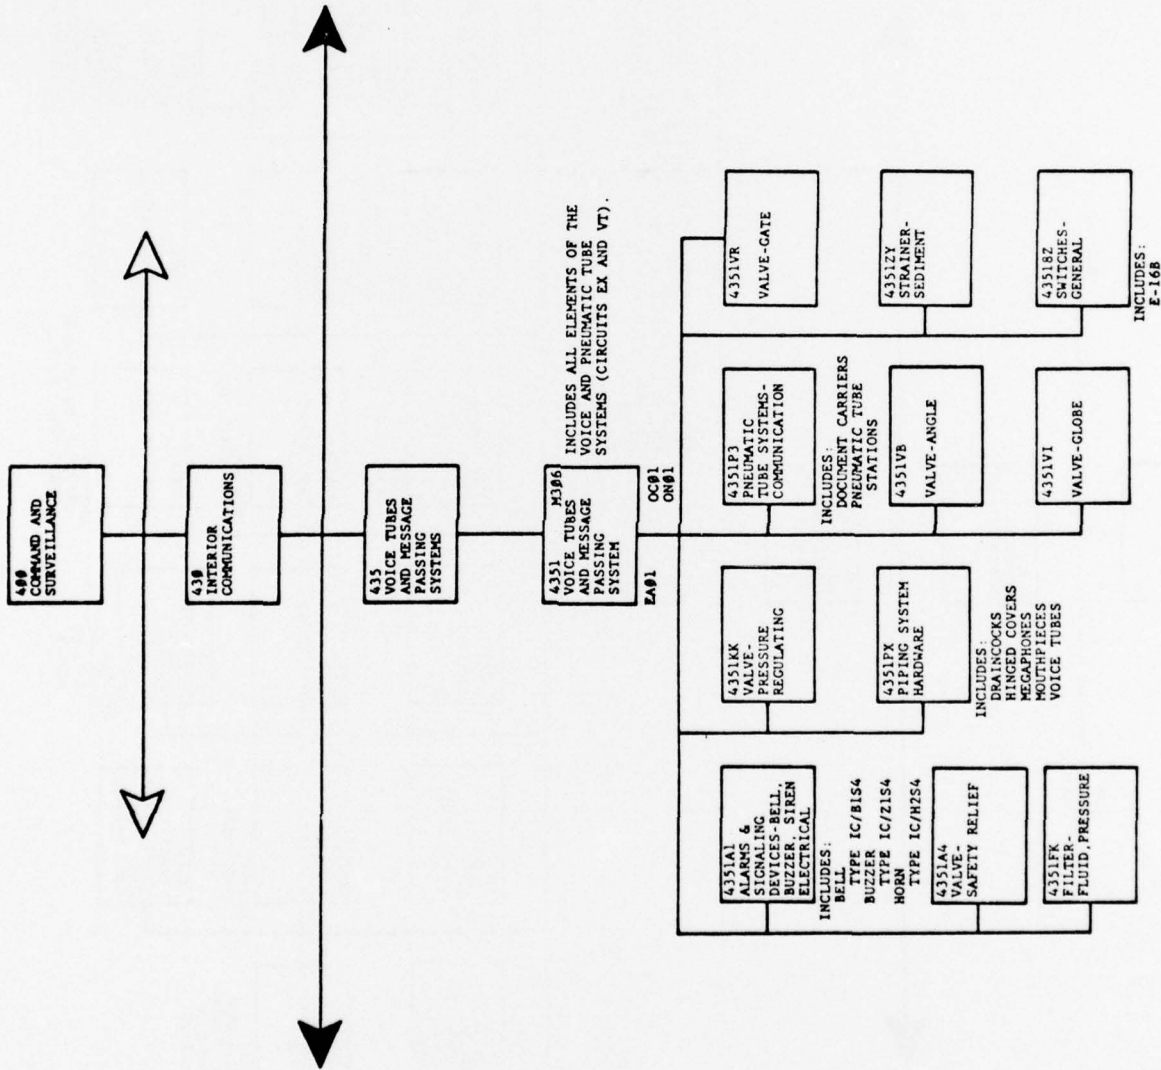 400
COMMAND AND
SURVEILLANCE
430
INTERIOR
COMMUNICATIONS
435
VOICE TUBES
AND MESSAGE
PASSING
SYSTEMS
4351 M306
VOICE TUBES
AND MESSAGE
PASSING
SYSTEM
INCLUDES ALL ELEMENTS OF THE
VOICE AND PNEUMATIC TUBE
SYSTEMS (CIRCUITS EX AND VT).
EA01
OC01
ON01
4351A1
ALARMS &
SIGNALING
DEVICES-BELL,
BUZZER, SIREN
ELECTRICAL
INCLUDES:
BELL
TYPE IC/B1S4
BUZZER
TYPE IC/Z1S4
HORN
TYPE IC/H2S4
4351A4
VALVE-
SAFETY RELIEF
4351FK
FILTER-
FLUID,PRESSURE
4351KK
VALVE-
PRESSURE
REGULATING
4351PX
PIPING SYSTEM
HARDWARE
INCLUDES:
DRAINCOCKS
HINGED COVERS
MEGAPHONES
MOUTHPIECES
VOICE TUBES
4351P3
PNEUMATIC
TUBE SYSTEMS-
COMMUNICATION
INCLUDES:
DOCUMENT CARRIERS
PNEUMATIC TUBE
STATIONS
4351VB
VALVE-ANGLE
4351VI
VALVE-GLOBE
4351VR
VALVE-GATE
4351ZY
STRAINER-
SEDIMENT
43518Z
SWITCHES-
GENERAL
INCLUDES:
E-16B